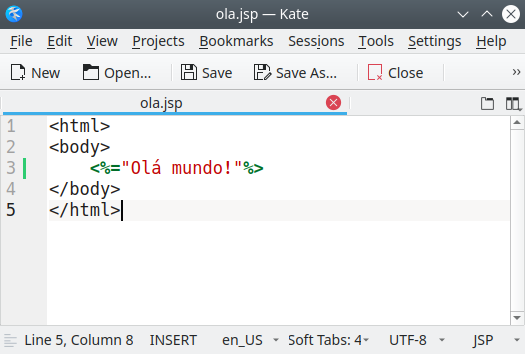 ola.jsp — Kate
File Edit View Projects Bookmarks Sessions Tools Settings Help
New Open... Save Save As... Close »
ola.jsp
1 <html>
2 <body>
3     <%="Olá mundo!"%>
4 </body>
5 </html>
Line 5, Column 8 INSERT en_US Soft Tabs: 4 UTF-8 JSP